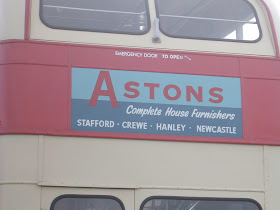 EMERGENCY DOOR TO OPEN
ASTONS
Complete House Furnishers
STAFFORD · CREWE · HANLEY · NEWCASTLE